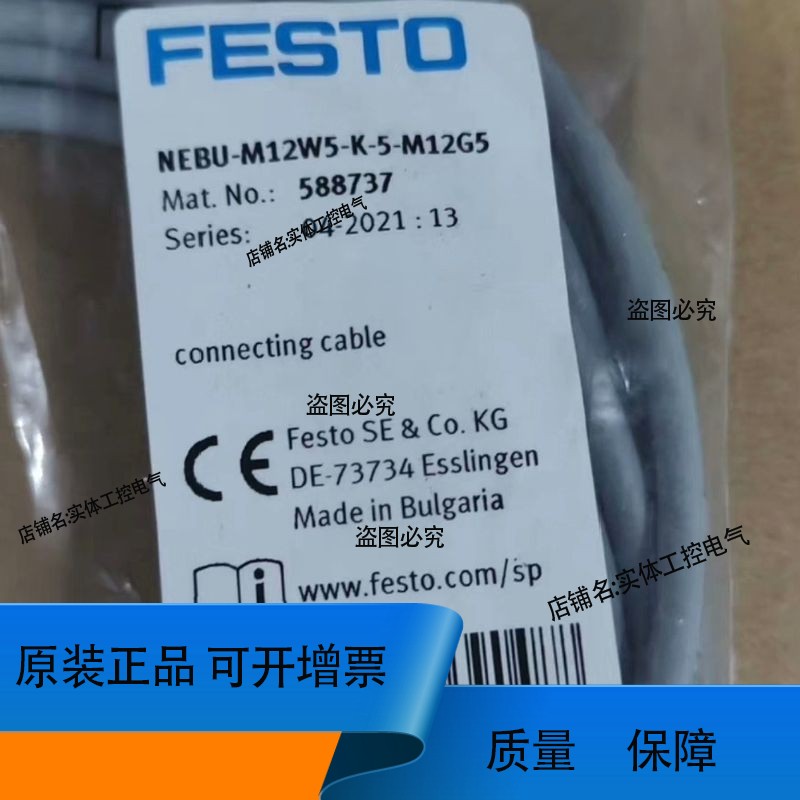 FESTO
NEBU-M12W5-K-5-M12G5
Mat. No.: 588737
Series: 04-2021 : 13
店铺名:实体工控电气
盗图必究
connecting cable
盗图必究
CE
Festo SE & Co. KG
DE-73734 Esslingen
Made in Bulgaria
店铺名:实体工控电气
盗图必究
i
www.festo.com/sp
店铺名:实体工控电气
原装正品 可开增票
质量 保障